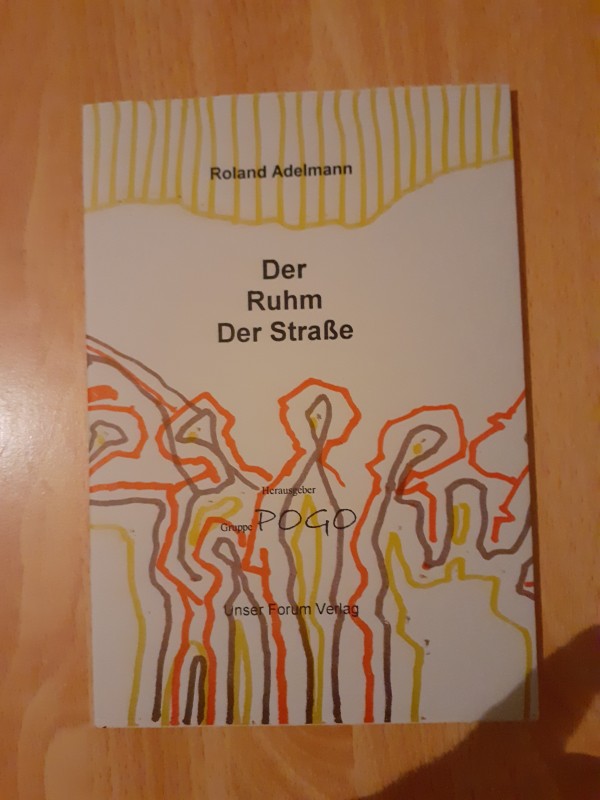 Roland Adelmann
Der
Ruhm
Der Straße
Herausgeber
Gruppe POGO
Unser Forum Verlag